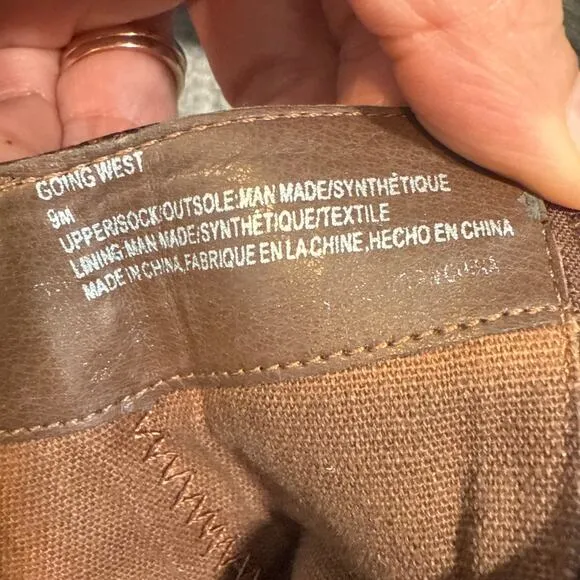 GOING WEST
9M
UPPER/SOCK/OUTSOLE:MAN MADE/SYNTHÉTIQUE
LINING:MAN MADE/SYNTHÉTIQUE/TEXTILE
MADE IN CHINA,FABRIQUE EN LA CHINE,HECHO EN CHINA